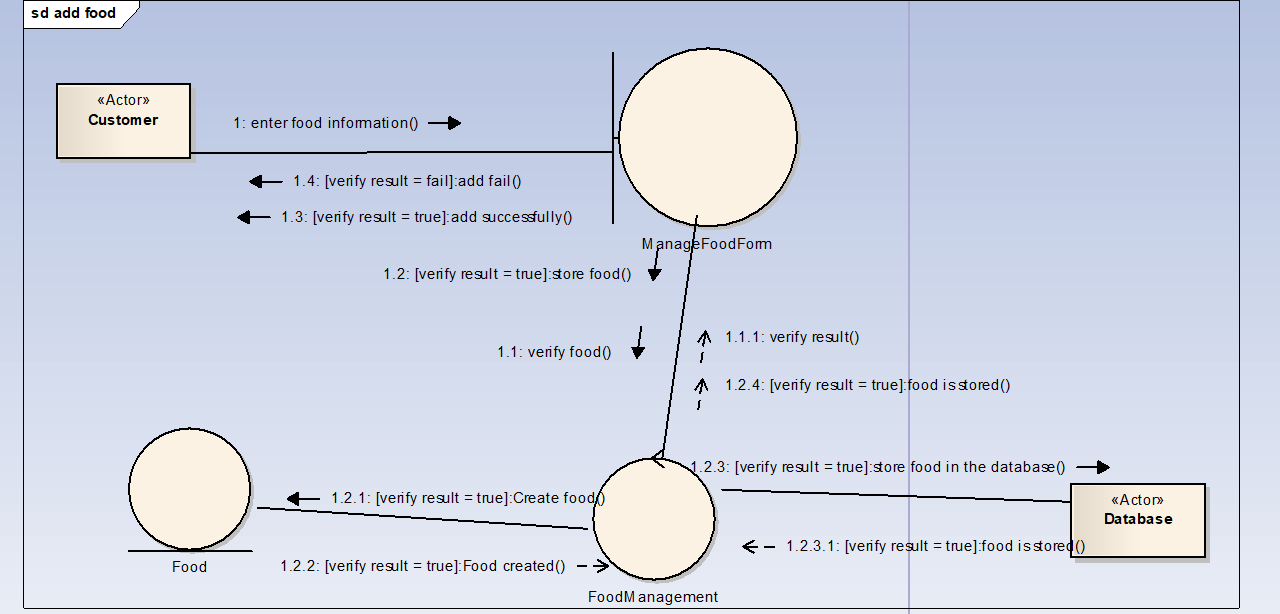 sd add food
«Actor»
Customer
1: enter food information()
1.4: [verify result = fail]:add fail()
1.3: [verify result = true]:add successfully()
ManageFoodForm
1.2: [verify result = true]:store food()
1.1: verify food()
1.1.1: verify result()
1.2.4: [verify result = true]:food is stored()
1.2.3: [verify result = true]:store food in the database()
1.2.1: [verify result = true]:Create food()
«Actor»
Database
1.2.3.1: [verify result = true]:food is stored()
Food
1.2.2: [verify result = true]:Food created()
FoodManagement